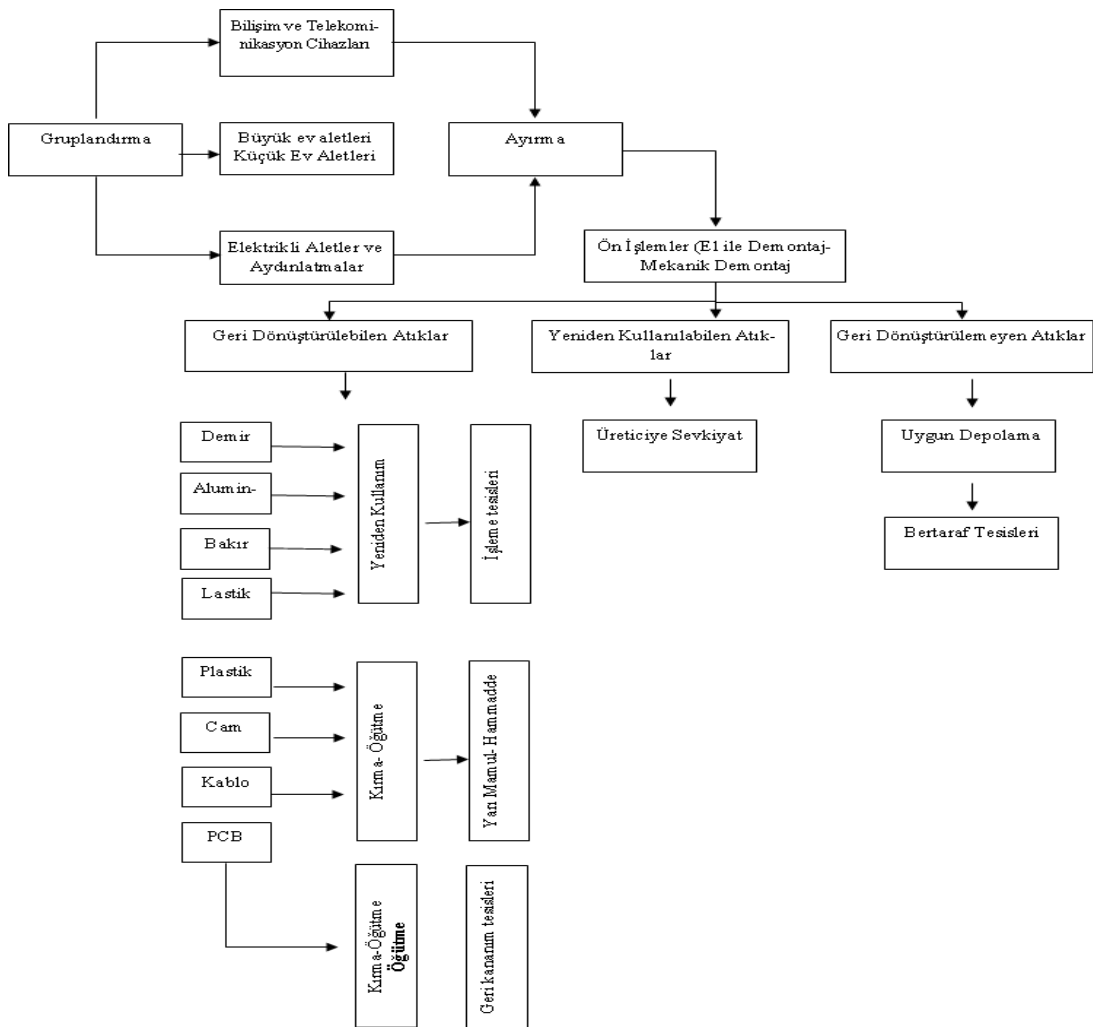 Bilişim ve Telekomi-
nikasyon Cihazları
Gruplandırma
Büyük ev aletleri
Küçük Ev Aletleri
Ayırma
Elektrikli Aletler ve
Aydınlatmalar
Ön İşlemler (El ile Demontaj-
Mekanik Demontaj
Geri Dönüştürülebilen Atıklar
Yeniden Kullanılabilen Atık-
lar
Geri Dönüştürülemeyen Atıklar
Üreticiye Sevkiyat
Uygun Depolama
Bertaraf Tesisleri
Demir
Alumin-
Bakır
Lastik
Yeniden Kullanım
İşleme tesisleri
Plastik
Cam
Kablo
PCB
Kırma- Öğütme
Yarı Mamul- Hammadde
Kırma-Öğütme
Öğütme
Geri kananım tesisleri